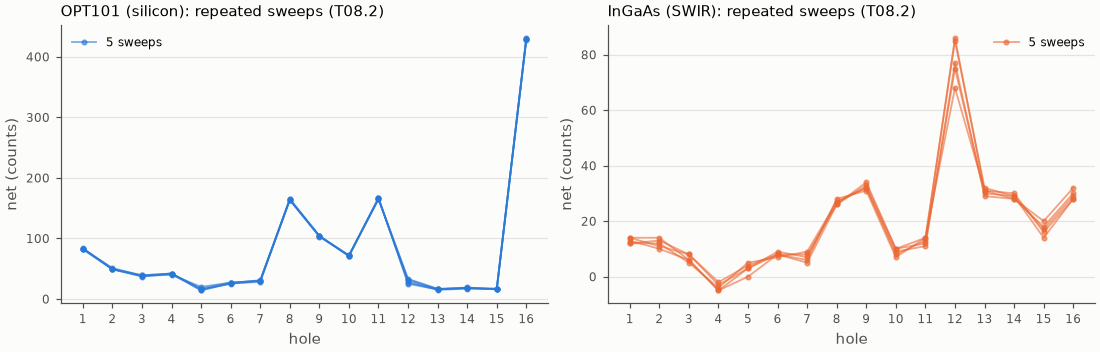 OPT101 (silicon): repeated sweeps (T08.2)
5 sweeps
net (counts)
400
300
200
100
0
1 2 3 4 5 6 7 8 9 10 11 12 13 14 15 16
hole
InGaAs (SWIR): repeated sweeps (T08.2)
5 sweeps
net (counts)
80
60
40
20
0
1 2 3 4 5 6 7 8 9 10 11 12 13 14 15 16
hole